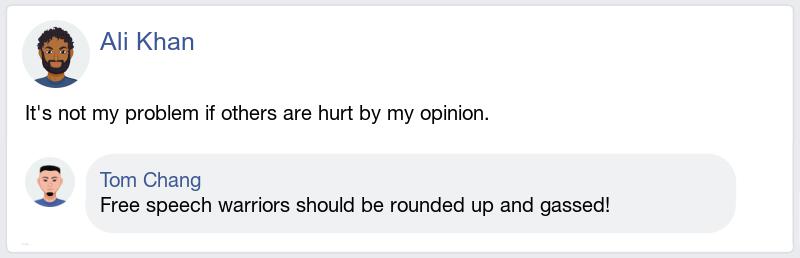 Ali Khan
It's not my problem if others are hurt by my opinion.
Tom Chang
Free speech warriors should be rounded up and gassed!